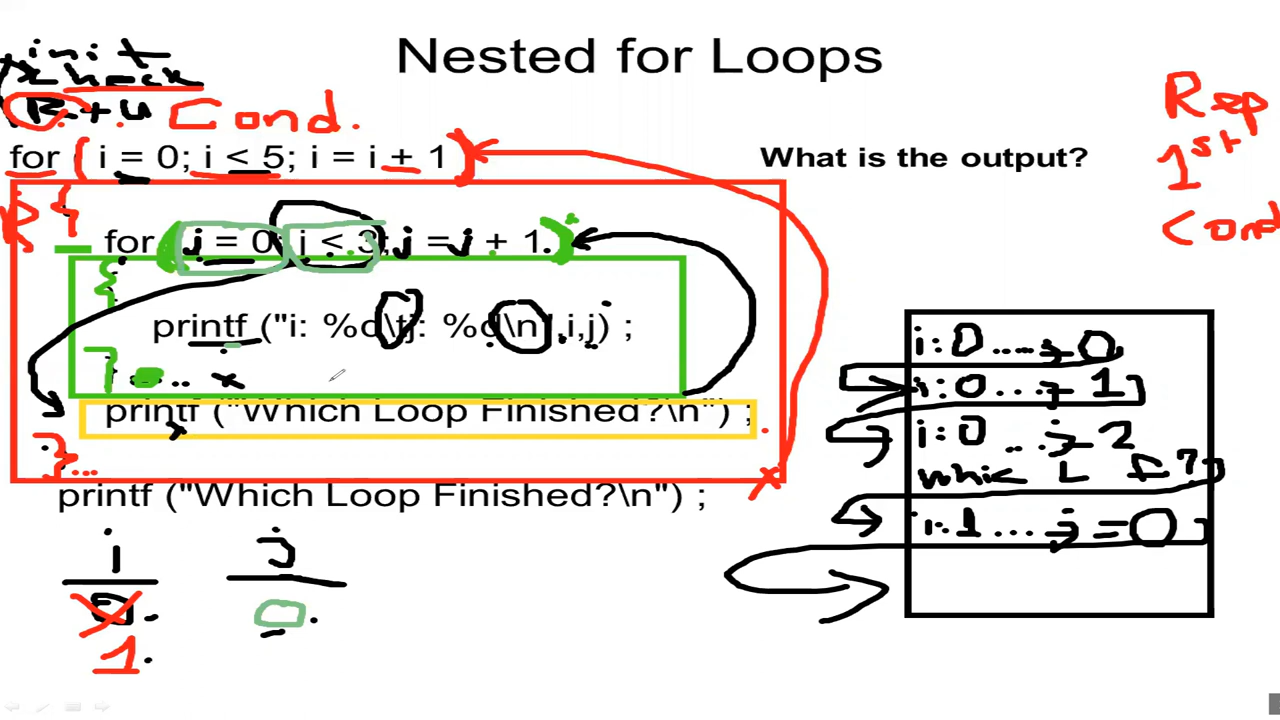 Nested for Loops
init
check
R + U Cond.
for ( i = 0; i < 5; i = i + 1 )
What is the output?
Rep
1st
Cond
R {
for ( j = 0; j < 3; j = j + 1 )
{
printf ("i: %d\tj: %d\n",i,j) ;
}
printf ("Which Loop Finished?\n") ;
}
printf ("Which Loop Finished?\n") ;
i j
0 0
1
i:0 .... j 0
i:0 ... j 1
i:0 ... j 2
whic L F?
i:1 ... j = 0